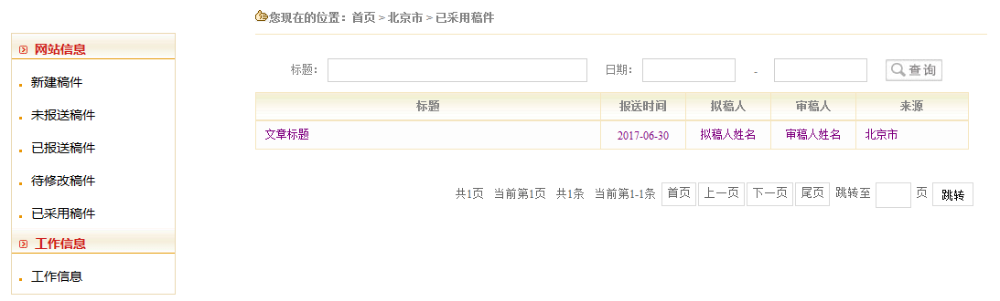 您现在的位置：首页 > 北京市 > 已采用稿件
网站信息
新建稿件
未报送稿件
已报送稿件
待修改稿件
已采用稿件
工作信息
工作信息
标题： 日期： - 查询
标题 报送时间 拟稿人 审稿人 来源
文章标题 2017-06-30 拟稿人姓名 审稿人姓名 北京市
共1页 当前第1页 共1条 当前第1-1条 首页 上一页 下一页 尾页 跳转至 页 跳转